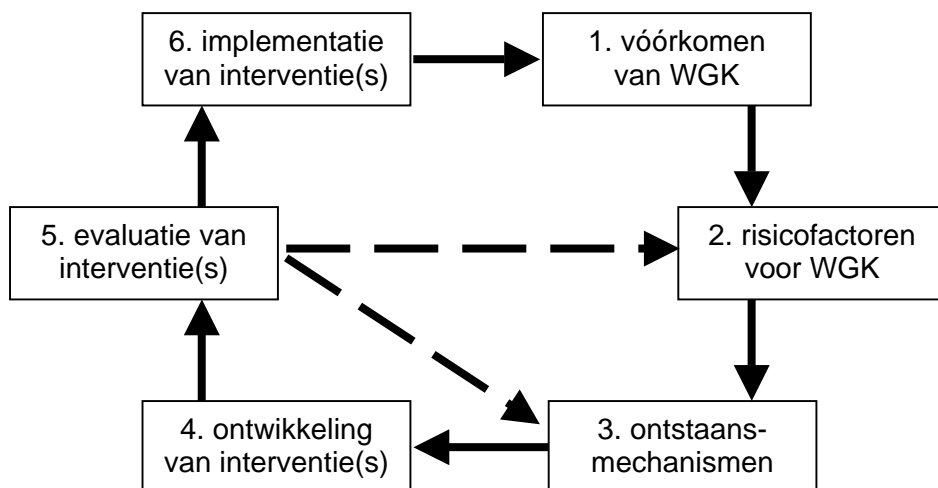 6. implementatie
van interventie(s)
1. vóórkomen
van WGK
5. evaluatie van
interventie(s)
2. risicofactoren
voor WGK
4. ontwikkeling
van interventie(s)
3. ontstaans-
mechanismen